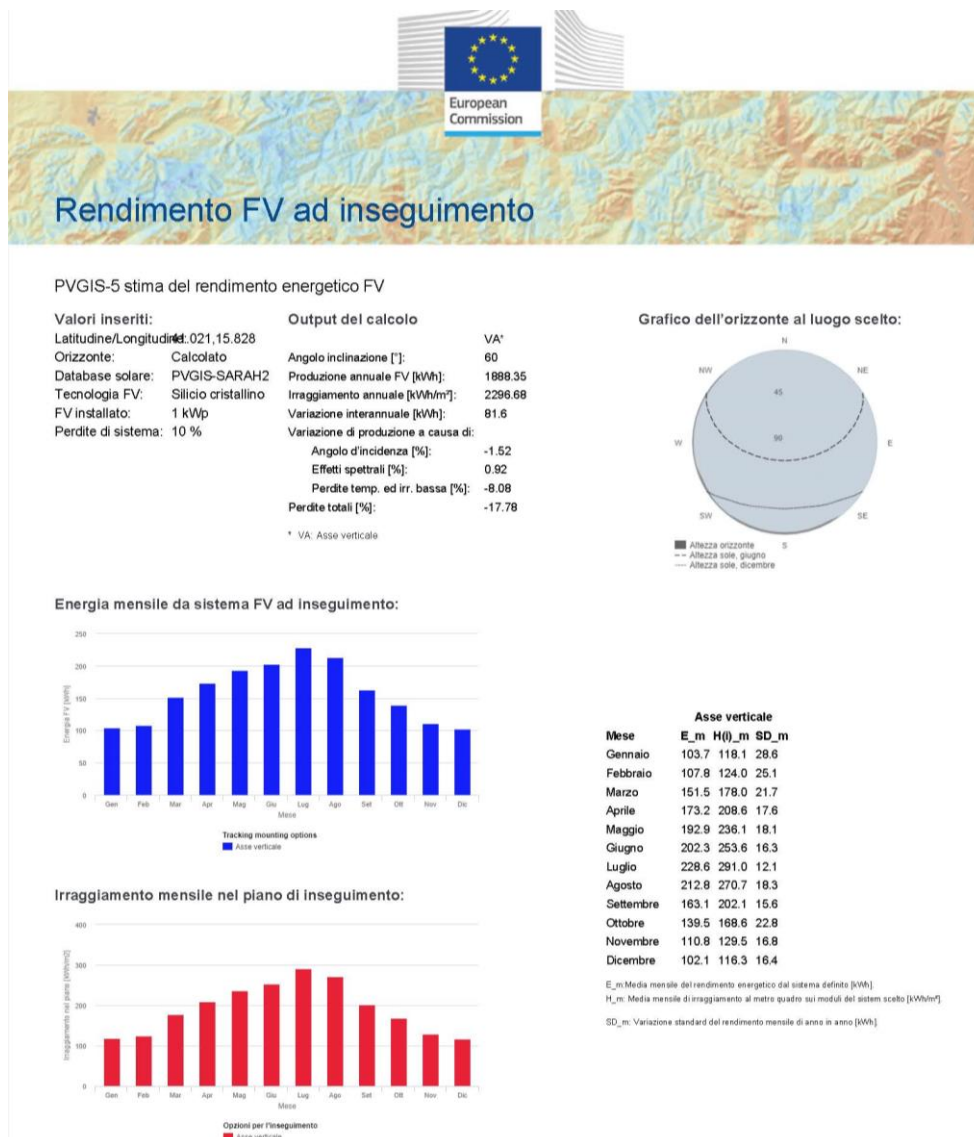 European
Commission
Rendimento FV ad inseguimento
PVGIS-5 stima del rendimento energetico FV
Valori inseriti:
Latitudine/Longitudine: 41.021,15.828
Orizzonte: Calcolato
Database solare: PVGIS-SARAH2
Tecnologia FV: Silicio cristallino
FV installato: 1 kWp
Perdite di sistema: 10 %
Output del calcolo
VA*
Angolo inclinazione [°]: 60
Produzione annuale FV [kWh]: 1888.35
Irraggiamento annuale [kWh/m²]: 2296.68
Variazione interannuale [kWh]: 81.6
Variazione di produzione a causa di:
Angolo d'incidenza [%]: -1.52
Effetti spettrali [%]: 0.92
Perdite temp. ed irr. bassa [%]: -8.08
Perdite totali [%]: -17.78
* VA: Asse verticale
Grafico dell'orizzonte al luogo scelto:
N
NW NE
45
W 90 E
SW SE
S
Altezza orizzonte
Altezza sole, giugno
Altezza sole, dicembre
Energia mensile da sistema FV ad inseguimento:
250
200
150
100
50
0
Energia FV [kWh]
Gen Feb Mar Apr Mag Giu Lug Ago Set Ott Nov Dic
Mese
Tracking mounting options
Asse verticale
Irraggiamento mensile nel piano di inseguimento:
400
300
200
100
0
Irraggiamento nel piano [kWh/m2]
Gen Feb Mar Apr Mag Giu Lug Ago Set Ott Nov Dic
Mese
Opzioni per l'inseguimento
Asse verticale
Asse verticale
Mese E_m H(i)_m SD_m
Gennaio 103.7 118.1 28.6
Febbraio 107.8 124.0 25.1
Marzo 151.5 178.0 21.7
Aprile 173.2 208.6 17.6
Maggio 192.9 236.1 18.1
Giugno 202.3 253.6 16.3
Luglio 228.6 291.0 12.1
Agosto 212.8 270.7 18.3
Settembre 163.1 202.1 15.6
Ottobre 139.5 168.6 22.8
Novembre 110.8 129.5 16.8
Dicembre 102.1 116.3 16.4
E_m:Media mensile del rendimento energetico dal sistema definito [kWh].
H_m: Media mensile di irraggiamento al metro quadro sui moduli del sistem scelto [kWh/m²].
SD_m: Variazione standard del rendimento mensile di anno in anno [kWh].